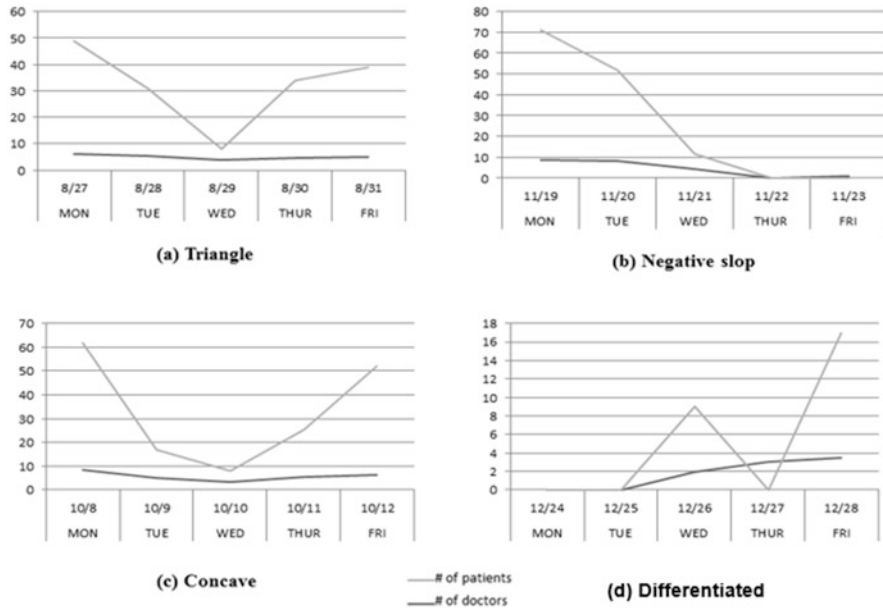 60
50
40
30
20
10
0
8/27 8/28 8/29 8/30 8/31
MON TUE WED THUR FRI
(a) Triangle
80
70
60
50
40
30
20
10
0
11/19 11/20 11/21 11/22 11/23
MON TUE WED THUR FRI
(b) Negative slop
70
60
50
40
30
20
10
0
10/8 10/9 10/10 10/11 10/12
MON TUE WED THUR FRI
(c) Concave
18
16
14
12
10
8
6
4
2
0
12/24 12/25 12/26 12/27 12/28
MON TUE WED THUR FRI
(d) Differentiated
# of patients
# of doctors